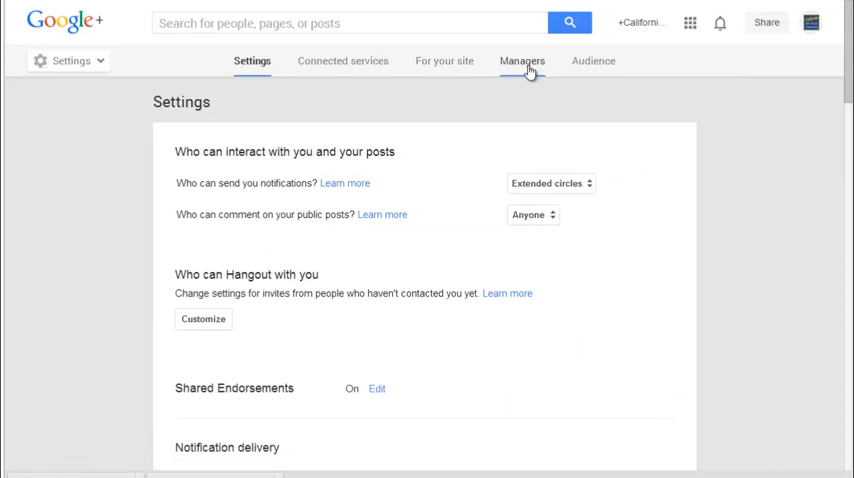 Google+
Search for people, pages, or posts
+Californi...
Share
Settings
Settings
Connected services
For your site
Managers
Audience
Settings
Who can interact with you and your posts
Who can send you notifications? Learn more
Extended circles
Who can comment on your public posts? Learn more
Anyone
Who can Hangout with you
Change settings for invites from people who haven't contacted you yet. Learn more
Customize
Shared Endorsements
On Edit
Notification delivery